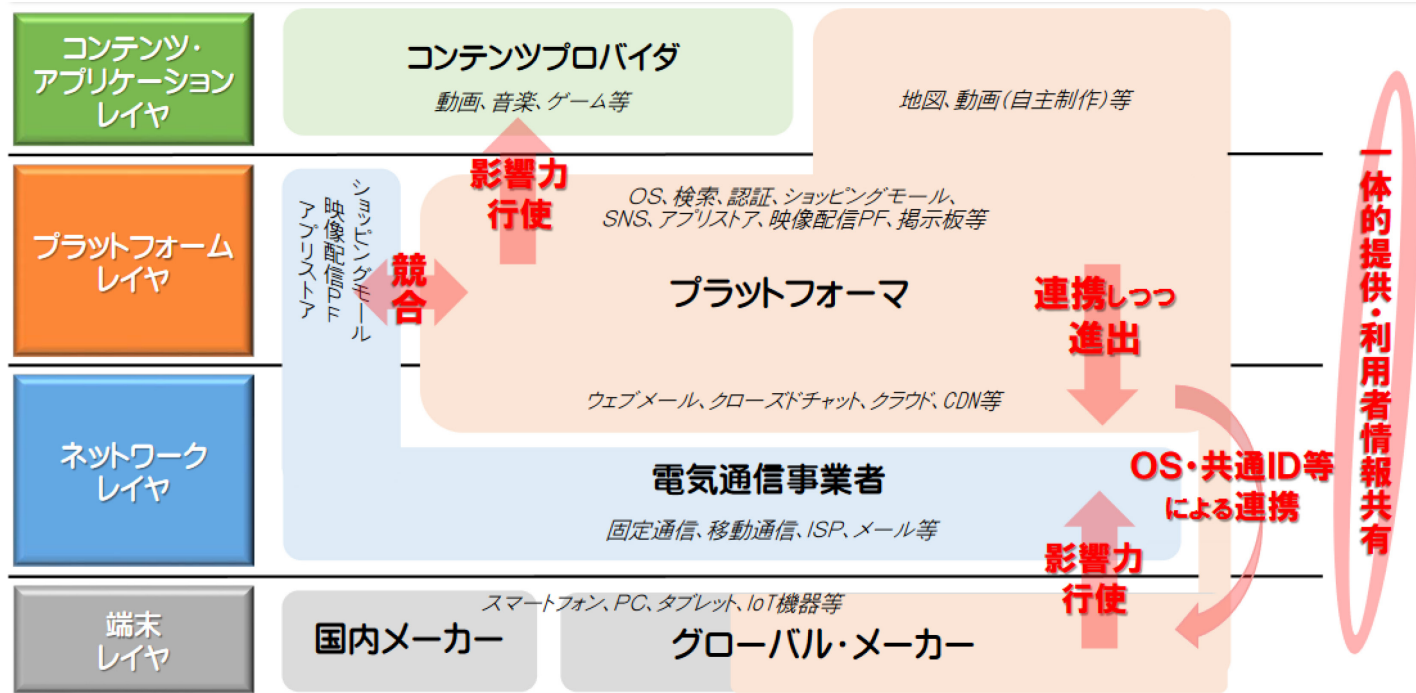 コンテンツ・
アプリケーション
レイヤ
コンテンツプロバイダ
動画、音楽、ゲーム等
地図、動画(自主制作)等
影響力
行使
プラットフォーム
レイヤ
ショッピングモール
映像配信PF
アプリストア
競
合
OS、検索、認証、ショッピングモール、
SNS、アプリストア、映像配信PF、掲示板等
プラットフォーマ
連携しつつ
進出
ネットワーク
レイヤ
ウェブメール、クローズドチャット、クラウド、CDN等
電気通信事業者
固定通信、移動通信、ISP、メール等
OS・共通ID等
による連携
影響力
行使
端末
レイヤ
スマートフォン、PC、タブレット、IoT機器等
国内メーカー
グローバル・メーカー
一体的提供・利用者情報共有